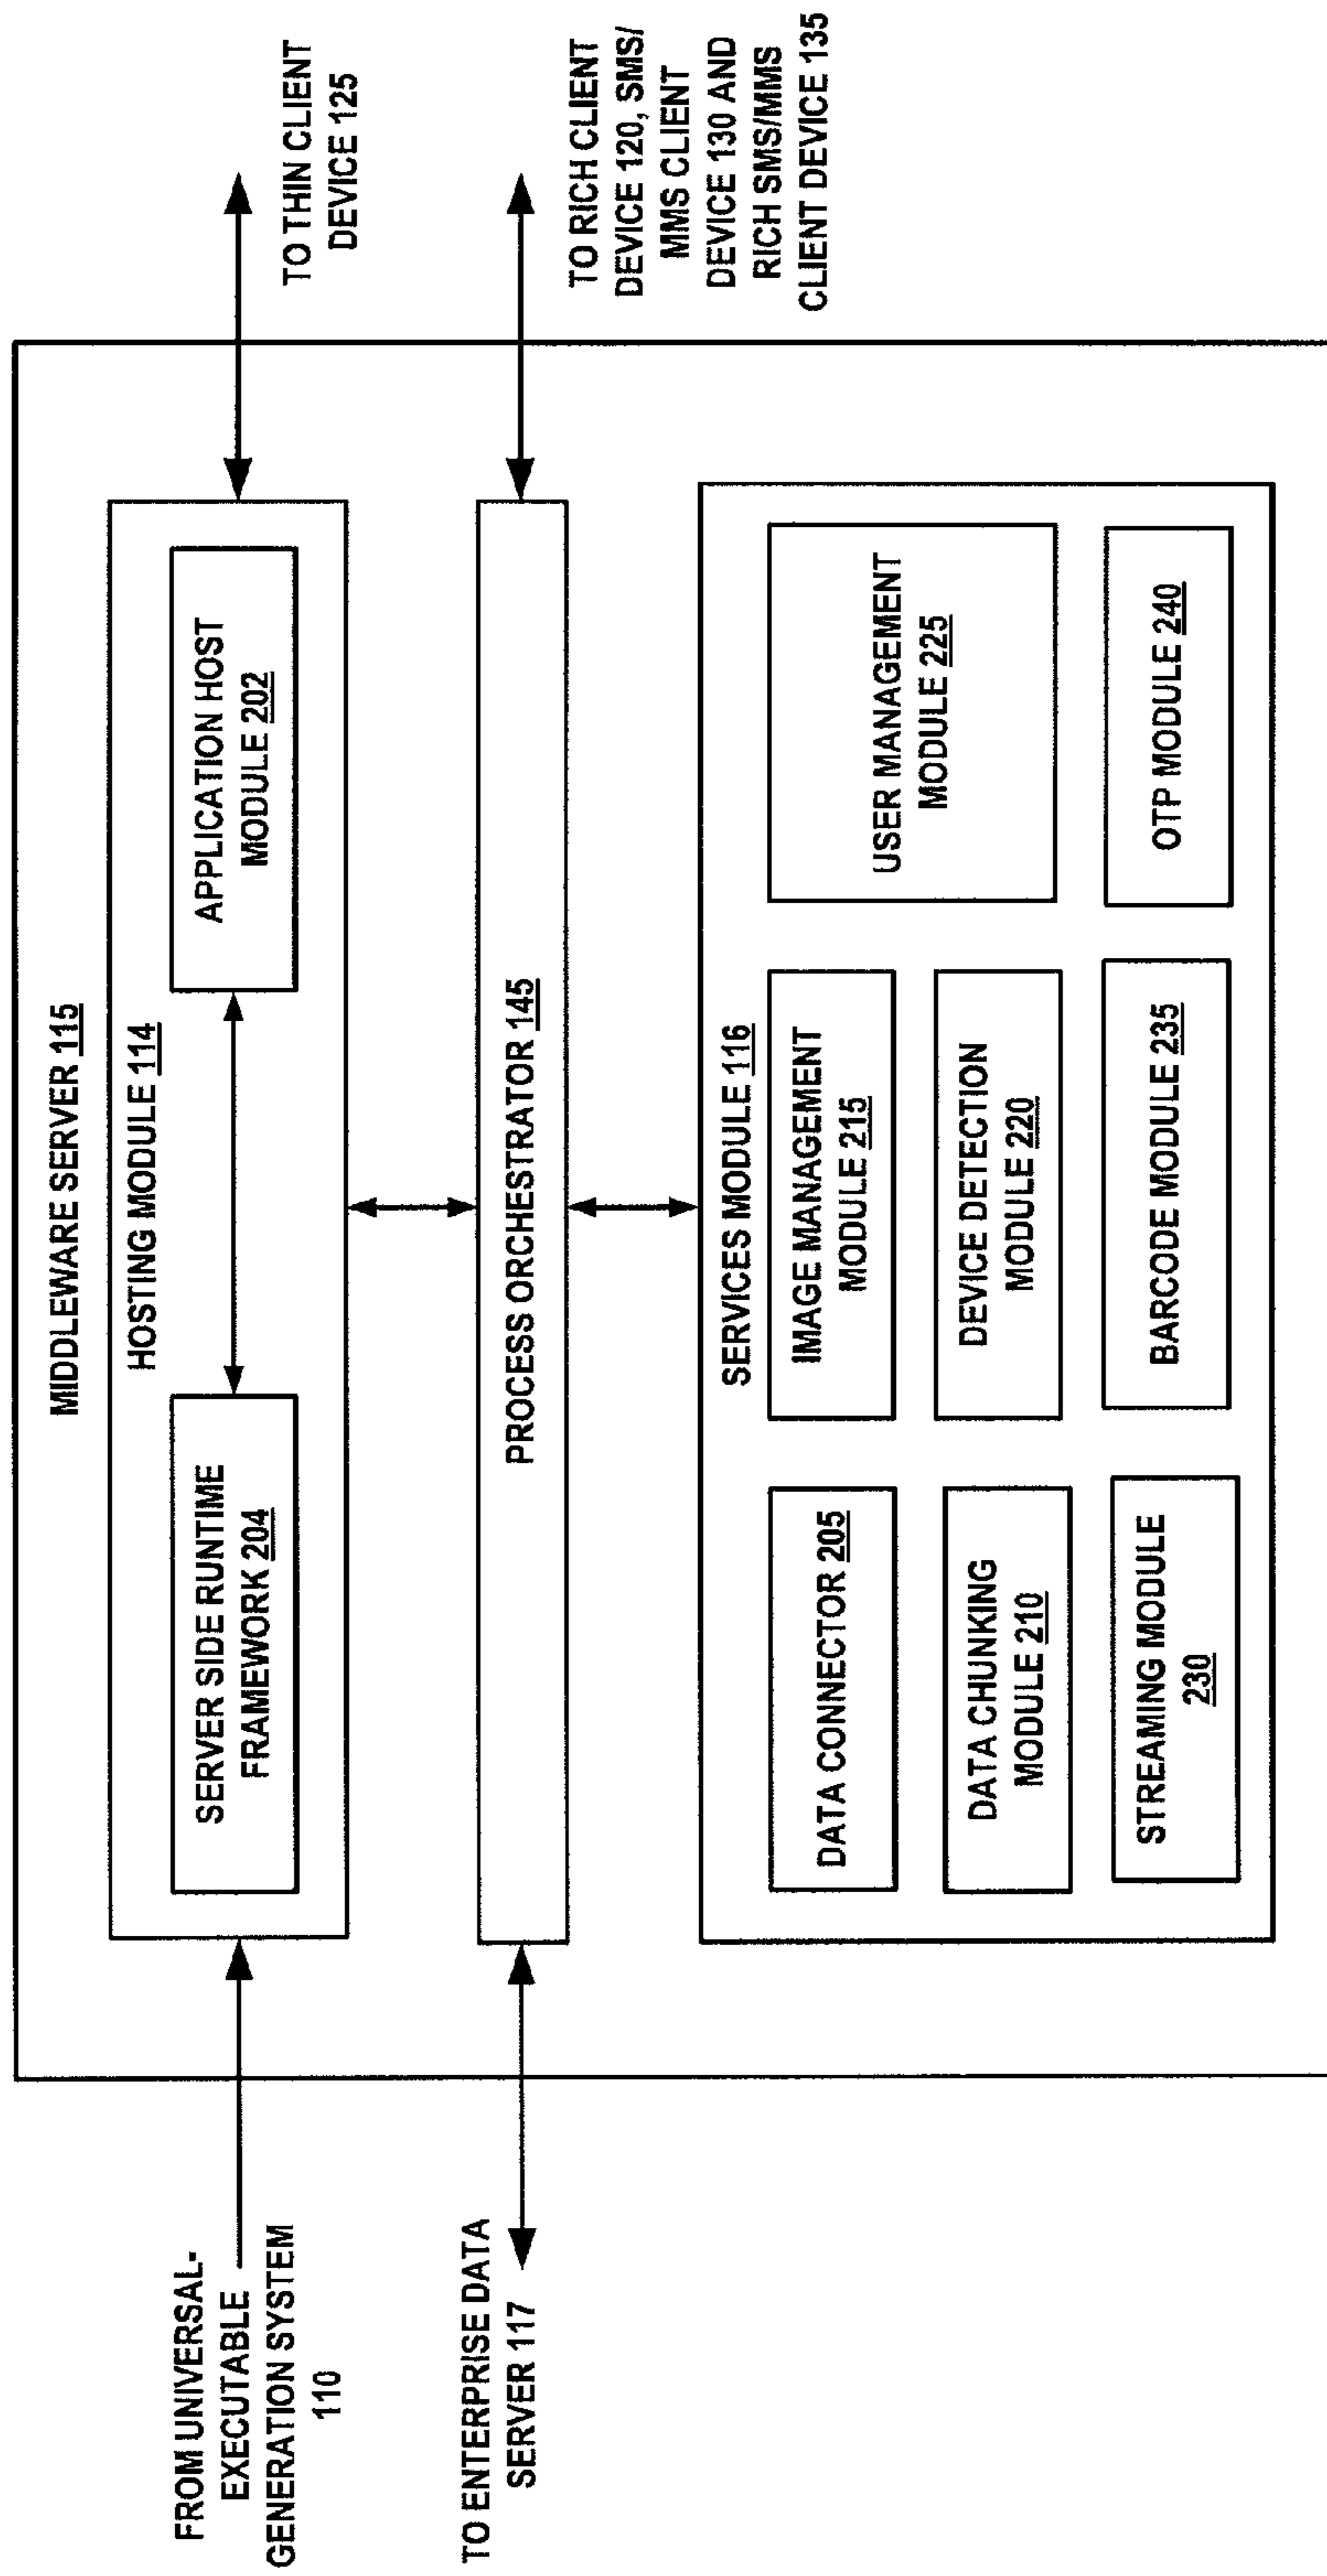 MIDDLEWARE SERVER 115
HOSTING MODULE 114
FROM UNIVERSAL-
EXECUTABLE
GENERATION SYSTEM
110
SERVER SIDE RUNTIME
FRAMEWORK 204
APPLICATION HOST
MODULE 202
TO THIN CLIENT
DEVICE 125
TO ENTERPRISE DATA
SERVER 117
PROCESS ORCHESTRATOR 145
TO RICH CLIENT
DEVICE 120, SMS/
MMS CLIENT
DEVICE 130 AND
RICH SMS/MMS
CLIENT DEVICE 135
SERVICES MODULE 116
DATA CONNECTOR 205
IMAGE MANAGEMENT
MODULE 215
USER MANAGEMENT
MODULE 225
DATA CHUNKING
MODULE 210
DEVICE DETECTION
MODULE 220
STREAMING MODULE
230
BARCODE MODULE 235
OTP MODULE 240